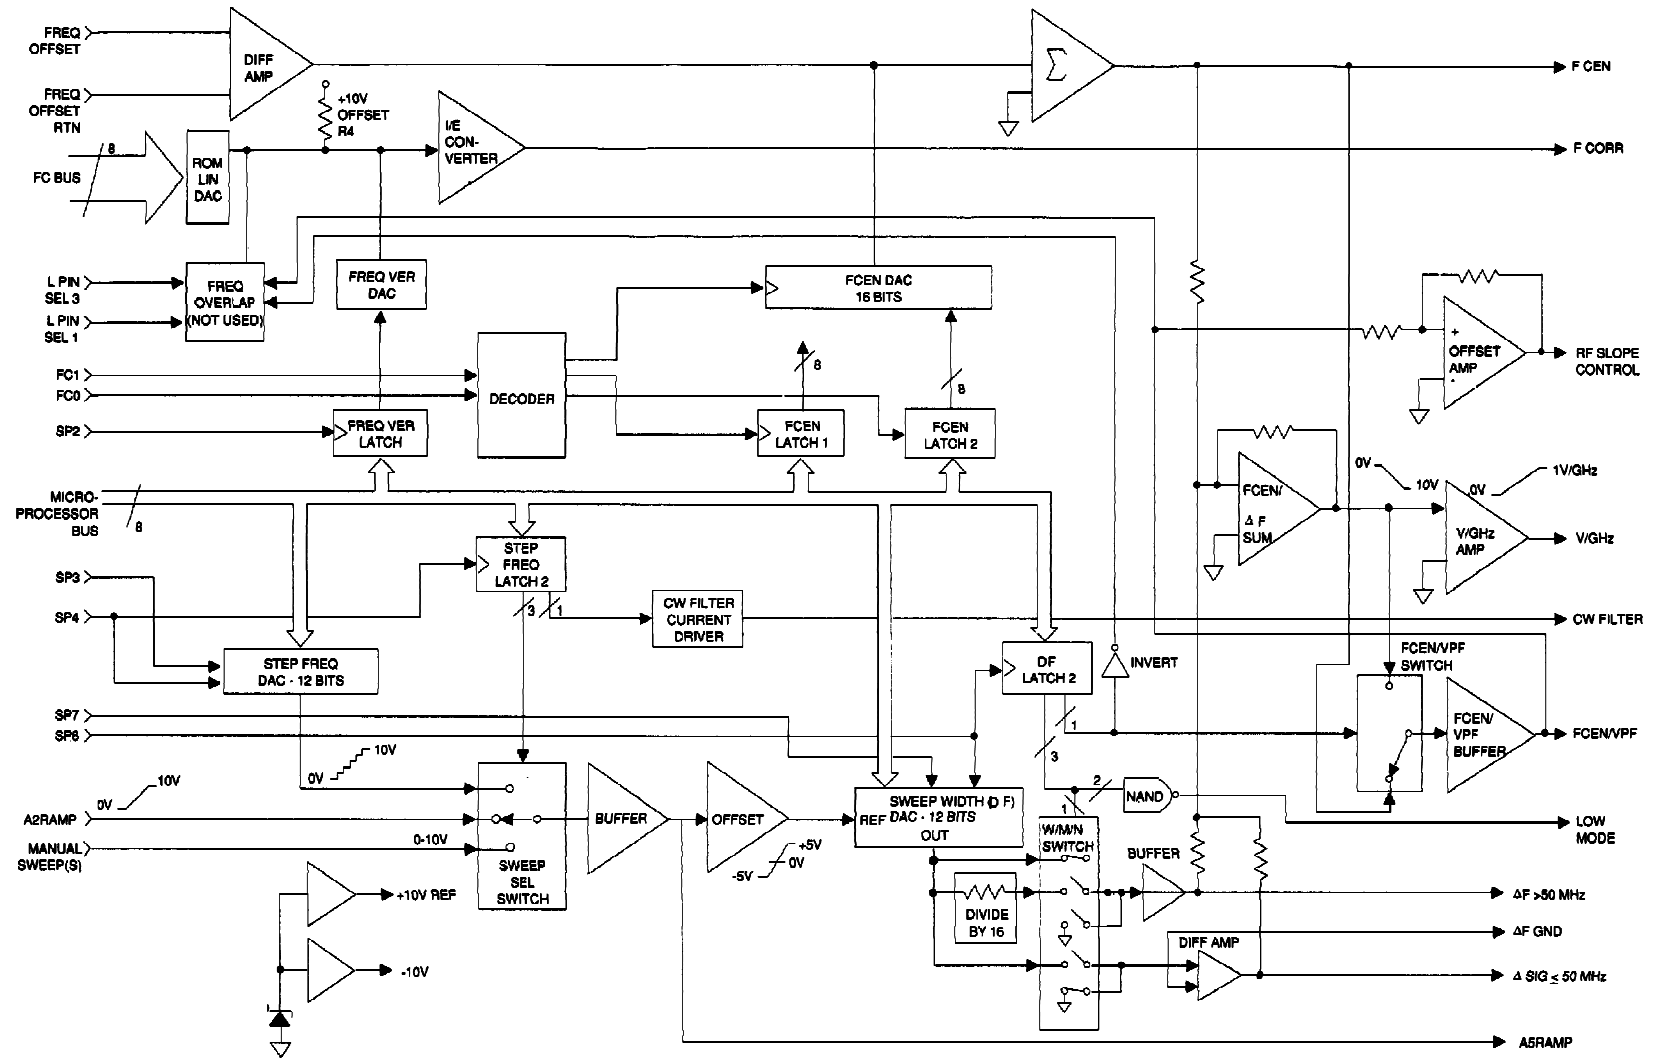 FREQ
OFFSET
DIFF
AMP
Σ
F CEN
FREQ
OFFSET
RTN
+10V
OFFSET
R4
I/E
CON-
VERTER
F CORR
8
FC BUS
ROM
LIN
DAC
L PIN
SEL 3
L PIN
SEL 1
FREQ
OVERLAP
(NOT USED)
FREQ VER
DAC
FCEN DAC
16 BITS
+
OFFSET
AMP
-
RF SLOPE
CONTROL
FC1
FC0
DECODER
8
8
SP2
FREQ VER
LATCH
FCEN
LATCH 1
FCEN
LATCH 2
MICRO-
PROCESSOR
BUS
8
FCEN/
Δ F
SUM
0V
10V
0V
1V/GHz
V/GHz
AMP
V/GHz
STEP
FREQ
LATCH 2
3
1
SP3
SP4
CW FILTER
CURRENT
DRIVER
CW FILTER
STEP FREQ
DAC - 12 BITS
DF
LATCH 2
INVERT
FCEN/VPF
SWITCH
SP7
SP6
1
3
FCEN/
VPF
BUFFER
FCEN/VPF
0V
10V
0V
10V
A2RAMP
MANUAL
SWEEP(S)
0-10V
SWEEP
SEL
SWITCH
BUFFER
OFFSET
-5V
0V
+5V
SWEEP WIDTH (D F)
REF DAC - 12 BITS
OUT
2
1
NAND
LOW
MODE
W/M/N
SWITCH
BUFFER
DIVIDE
BY 16
ΔF >50 MHz
ΔF GND
DIFF AMP
Δ SIG ≤ 50 MHz
+10V REF
-10V
A5RAMP